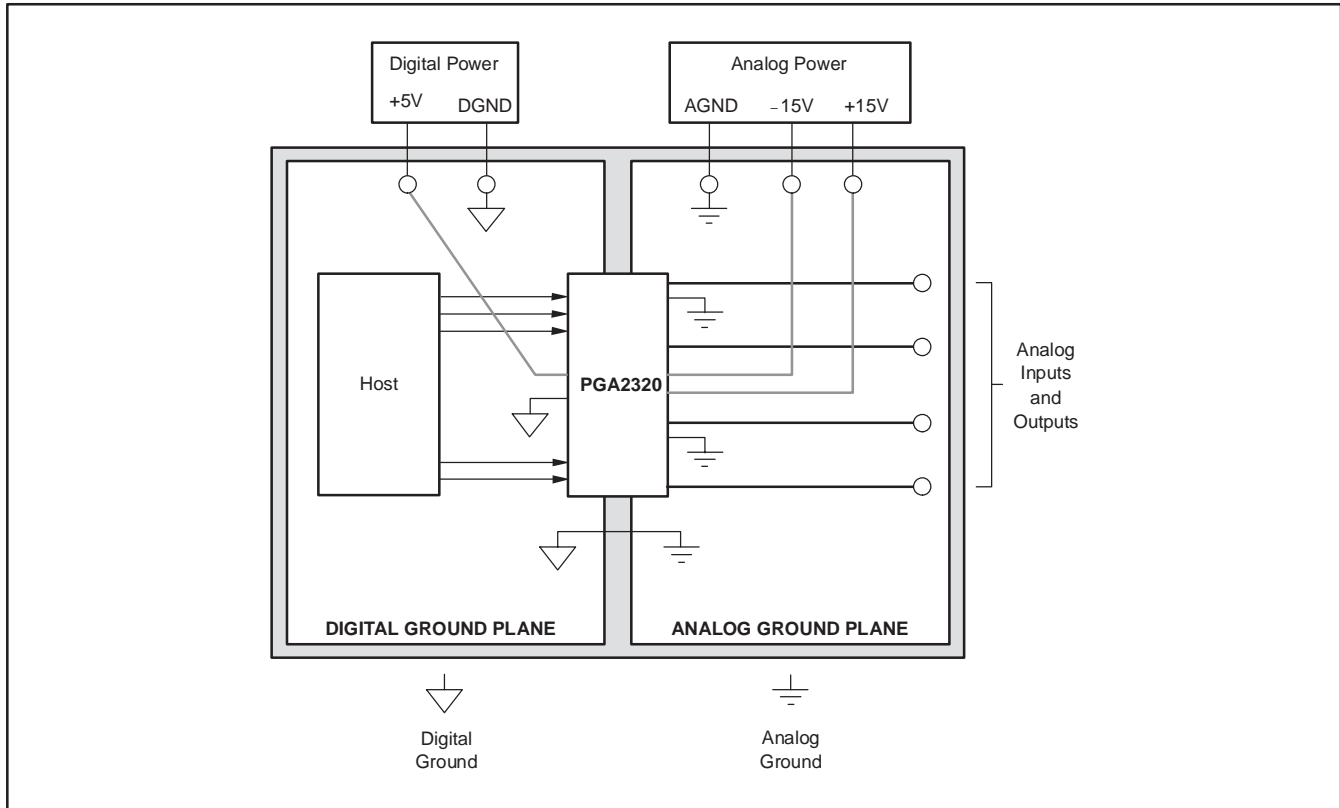 Digital Power
+5V
DGND
Analog Power
AGND
−15V
+15V
Host
PGA2320
Analog
Inputs
and
Outputs
DIGITAL GROUND PLANE
ANALOG GROUND PLANE
Digital
Ground
Analog
Ground